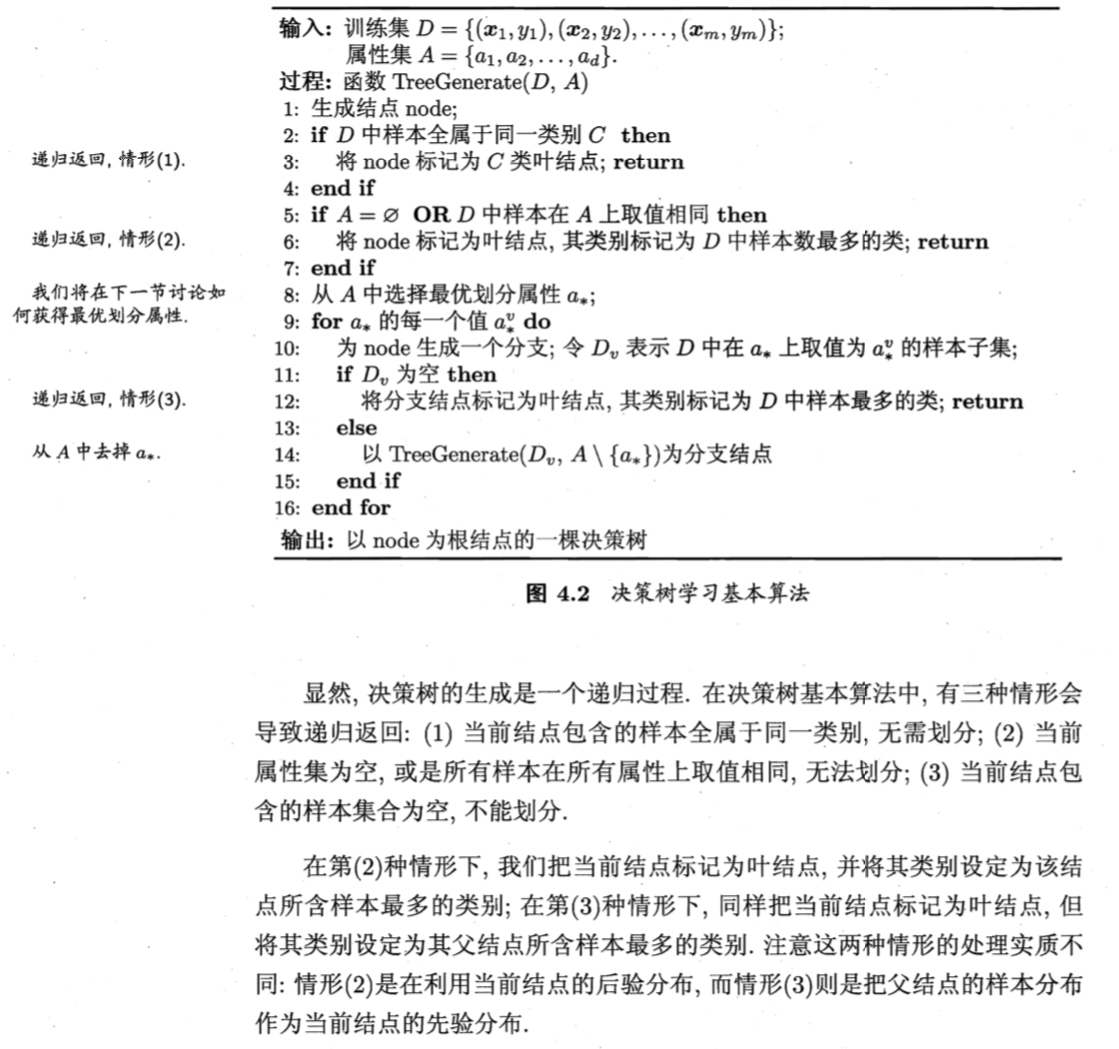 输入: 训练集 D = {(x₁, y₁), (x₂, y₂), . . . , (xₘ, yₘ)};
属性集 A = {a₁, a₂, . . . , a_d}.
过程: 函数 TreeGenerate(D, A)
1: 生成结点 node;
2: if D 中样本全属于同一类别 C then
递归返回, 情形(1).
3: 将 node 标记为 C 类叶结点; return
4: end if
5: if A = ∅ OR D 中样本在 A 上取值相同 then
递归返回, 情形(2).
6: 将 node 标记为叶结点, 其类别标记为 D 中样本数最多的类; return
7: end if
我们将在下一节讨论如
何获得最优划分属性.
8: 从 A 中选择最优划分属性 a_*;
9: for a_* 的每一个值 a_*^v do
10: 为 node 生成一个分支; 令 D_v 表示 D 中在 a_* 上取值为 a_*^v 的样本子集;
11: if D_v 为空 then
递归返回, 情形(3).
12: 将分支结点标记为叶结点, 其类别标记为 D 中样本最多的类; return
13: else
从 A 中去掉 a_*.
14: 以 TreeGenerate(D_v, A \ {a_*})为分支结点
15: end if
16: end for
输出: 以 node 为根结点的一棵决策树
图 4.2 决策树学习基本算法
显然, 决策树的生成是一个递归过程. 在决策树基本算法中, 有三种情形会
导致递归返回: (1) 当前结点包含的样本全属于同一类别, 无需划分; (2) 当前
属性集为空, 或是所有样本在所有属性上取值相同, 无法划分; (3) 当前结点包
含的样本集合为空, 不能划分.
在第(2)种情形下, 我们把当前结点标记为叶结点, 并将其类别设定为该结
点所含样本最多的类别; 在第(3)种情形下, 同样把当前结点标记为叶结点, 但
将其类别设定为其父结点所含样本最多的类别. 注意这两种情形的处理实质不
同: 情形(2)是在利用当前结点的后验分布, 而情形(3)则是把父结点的样本分布
作为当前结点的先验分布.